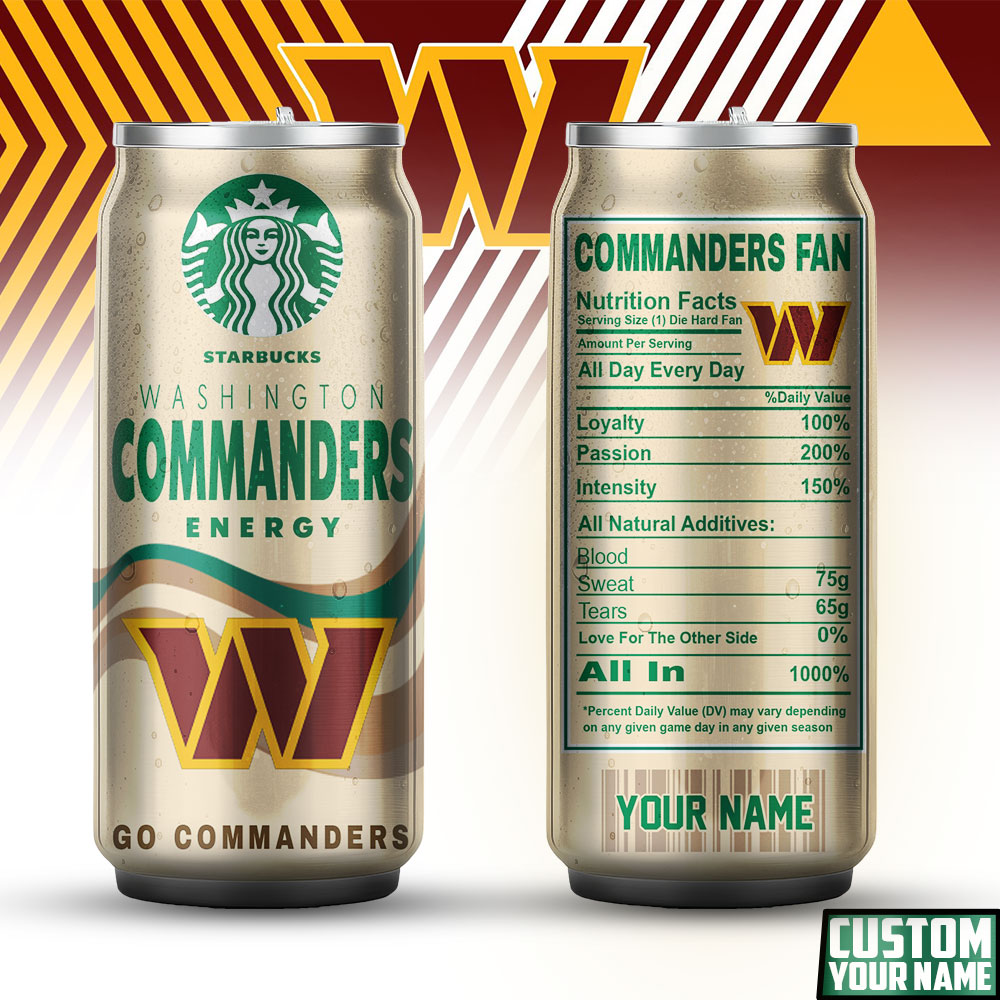 STARBUCKS
WASHINGTON
COMMANDERS
ENERGY
GO COMMANDERS
COMMANDERS FAN
Nutrition Facts
Serving Size (1) Die Hard Fan
Amount Per Serving
All Day Every Day
%Daily Value
Loyalty 100%
Passion 200%
Intensity 150%
All Natural Additives:
Blood
Sweat 75g
Tears 65g
Love For The Other Side 0%
All In 1000%
*Percent Daily Value (DV) may vary depending
on any given game day in any given season
YOUR NAME
CUSTOM
YOUR NAME